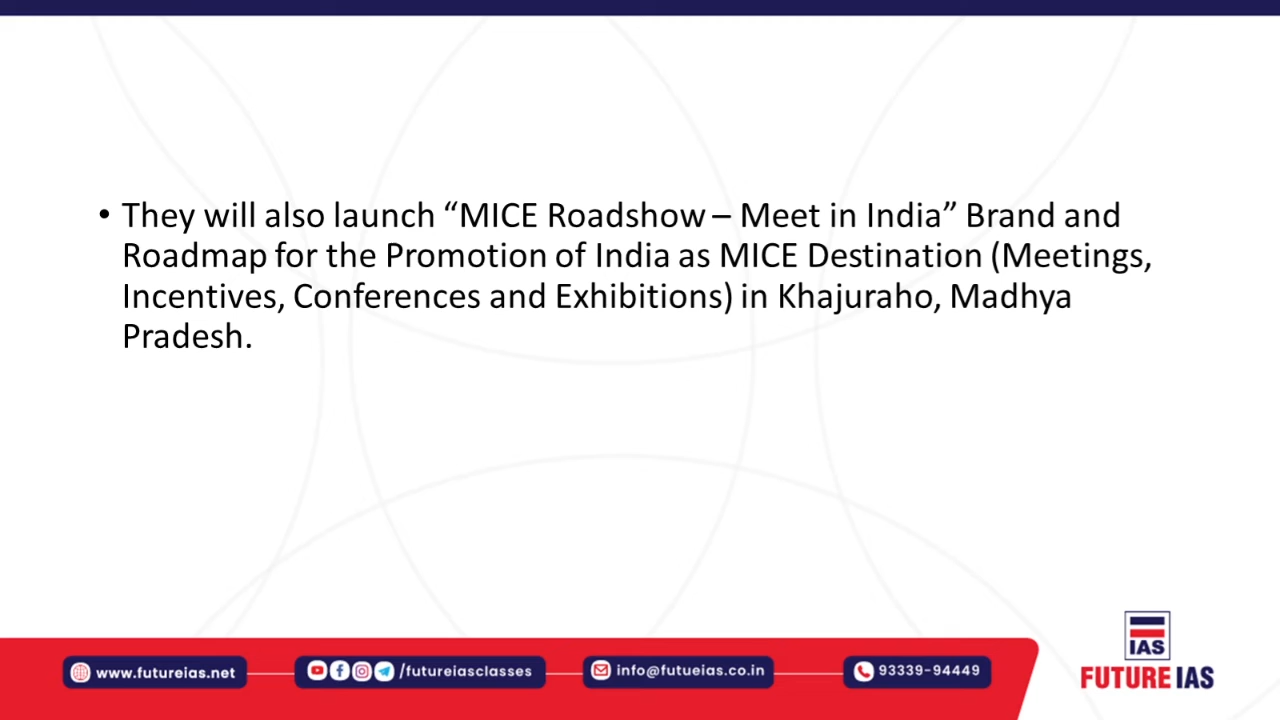 • They will also launch “MICE Roadshow – Meet in India” Brand and
Roadmap for the Promotion of India as MICE Destination (Meetings,
Incentives, Conferences and Exhibitions) in Khajuraho, Madhya
Pradesh.
IAS
FUTURE IAS
www.futureias.net
/futureiasclasses
info@futueias.co.in
93339-94449